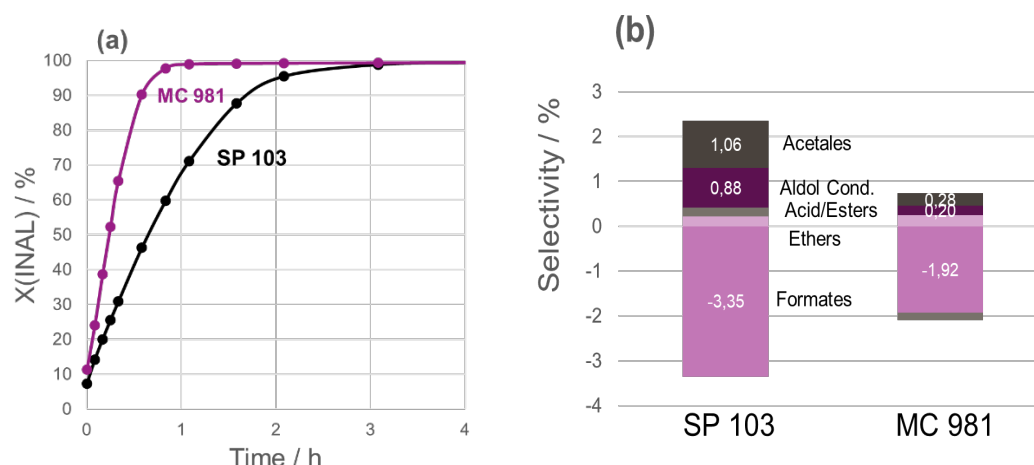 (a)
X(INAL) / %
100
90
80
70
60
50
40
30
20
10
0
MC 981
SP 103
0
1
2
3
4
Time / h
(b)
Selectivity / %
3
2
1
0
-1
-2
-3
-4
1,06
Acetales
0,88
Aldol Cond.
Acid/Esters
Ethers
-3,35
Formates
0,28
0,20
-1,92
SP 103
MC 981